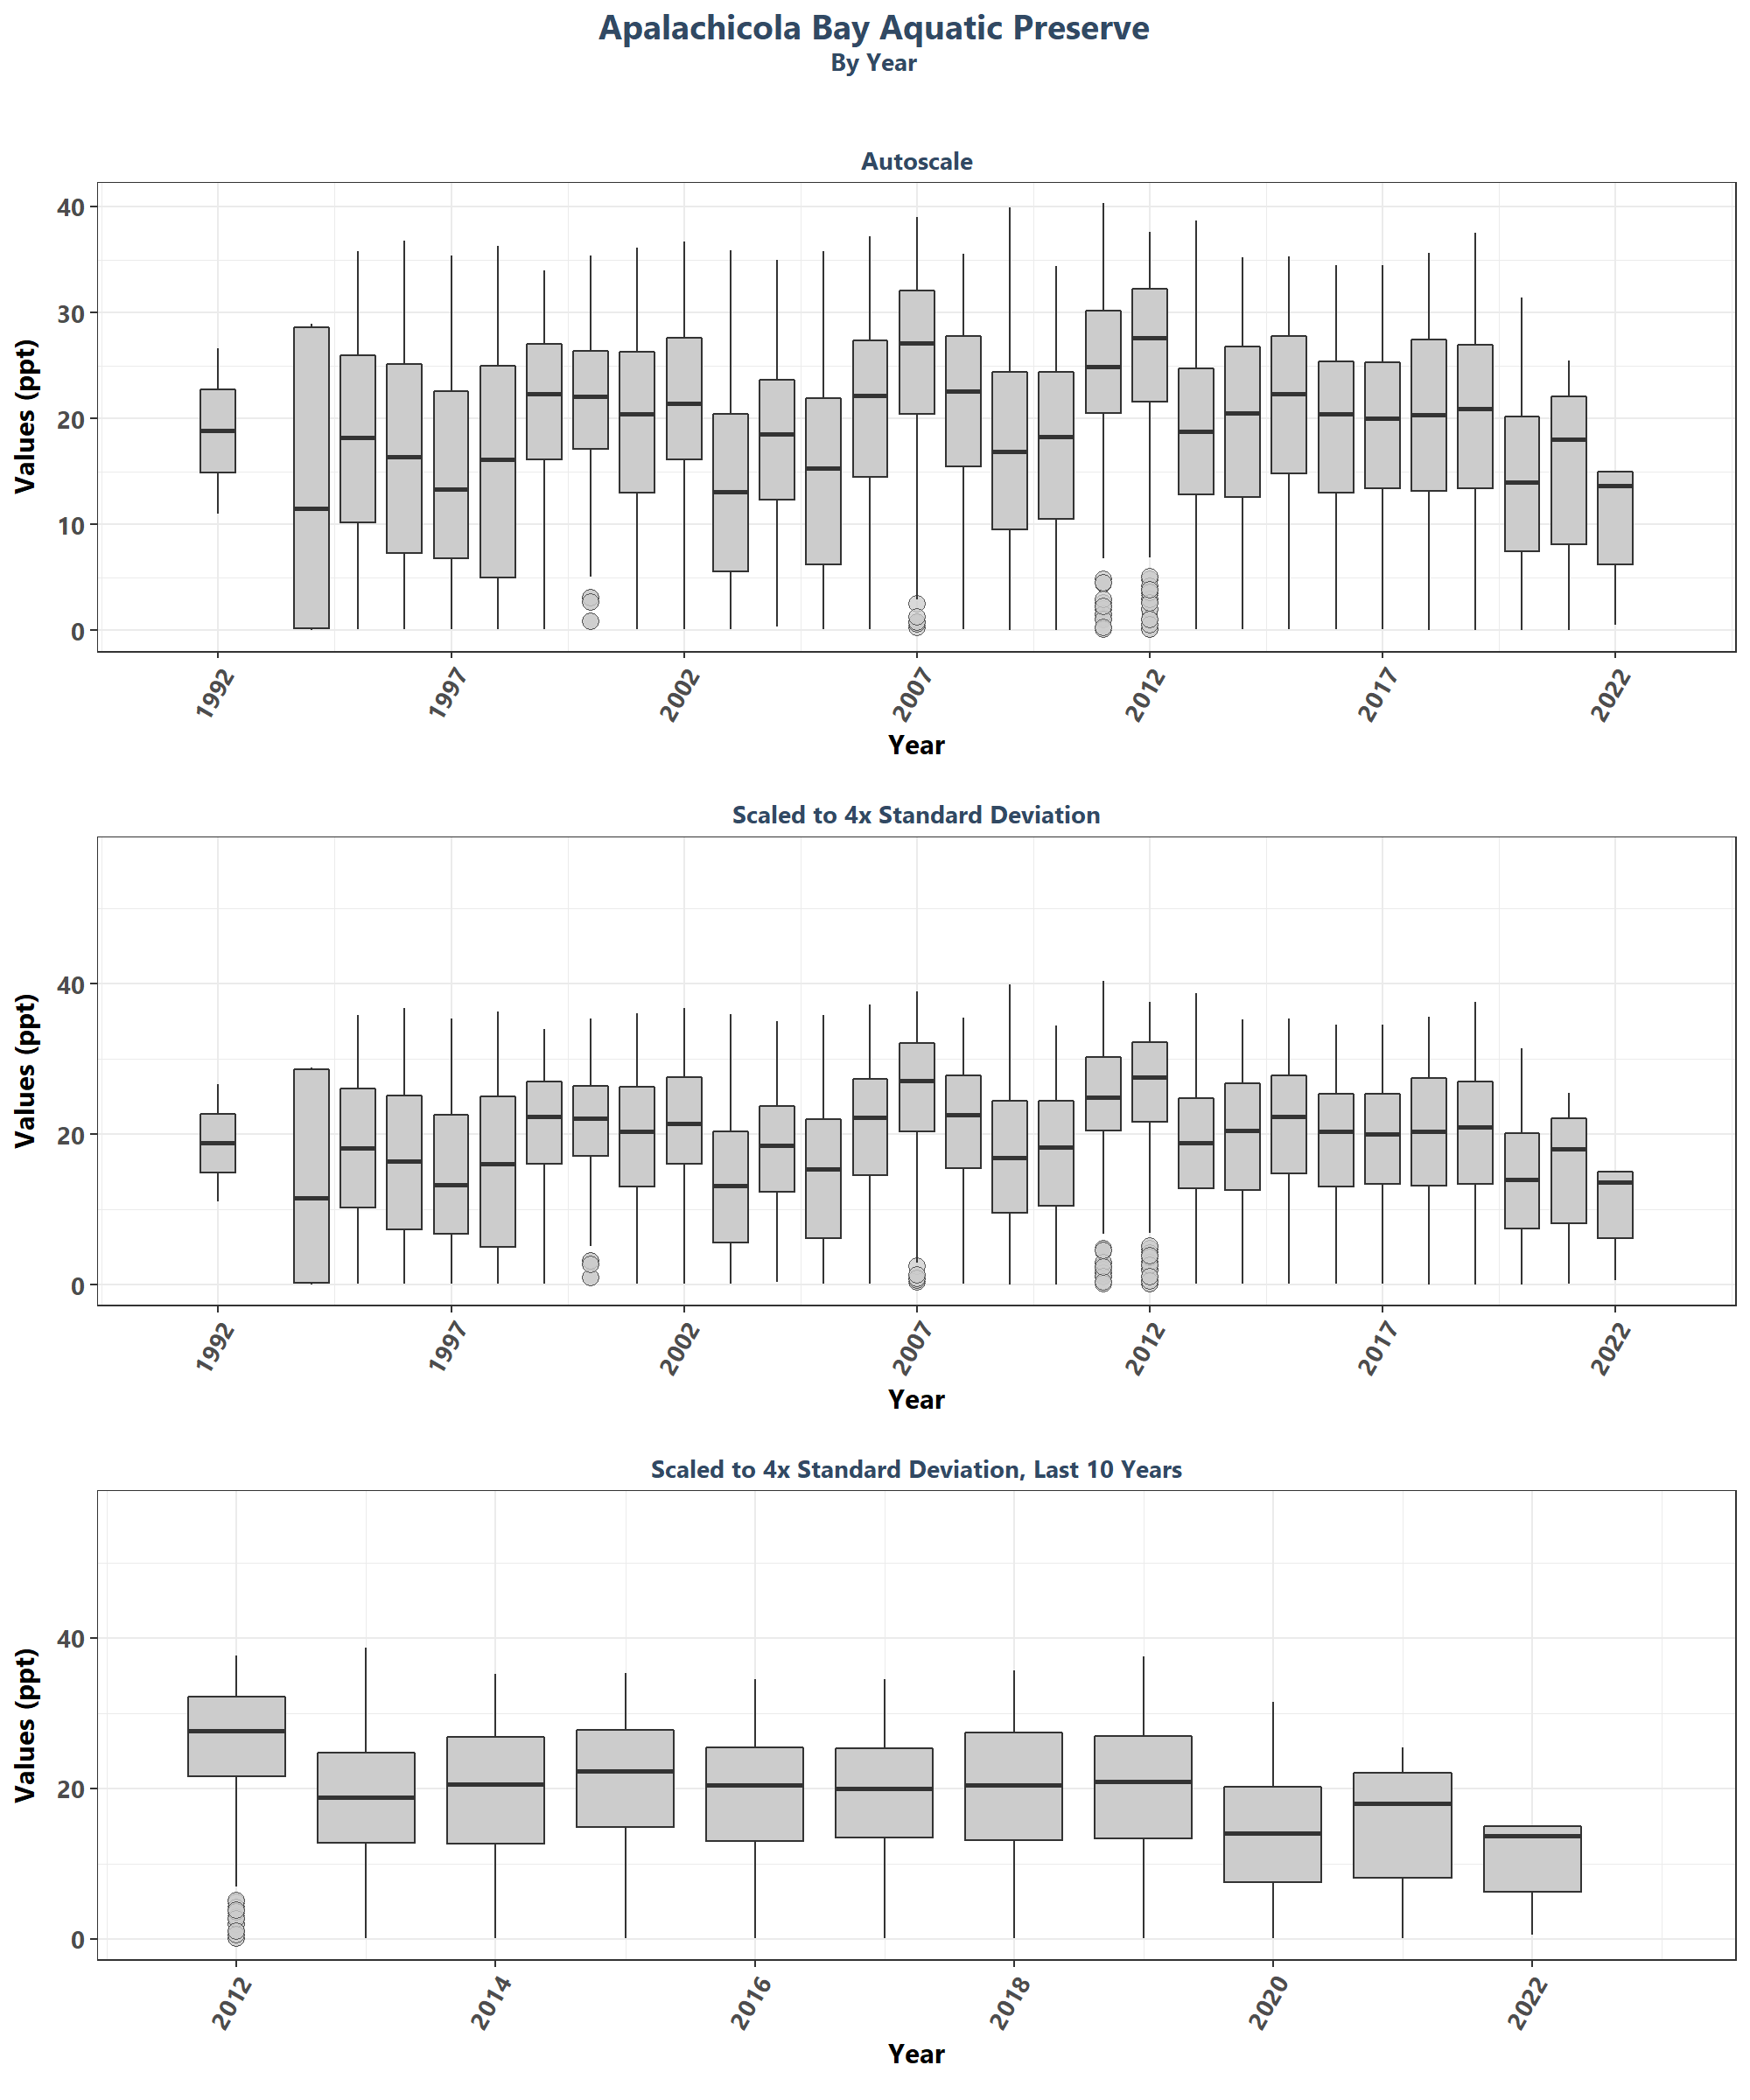 Apalachicola Bay Aquatic Preserve
By Year
Autoscale
Values (ppt)
40
30
20
10
0
1992 1997 2002 2007 2012 2017 2022
Year
Scaled to 4x Standard Deviation
Values (ppt)
40
20
0
1992 1997 2002 2007 2012 2017 2022
Year
Scaled to 4x Standard Deviation, Last 10 Years
Values (ppt)
40
20
0
2012 2014 2016 2018 2020 2022
Year